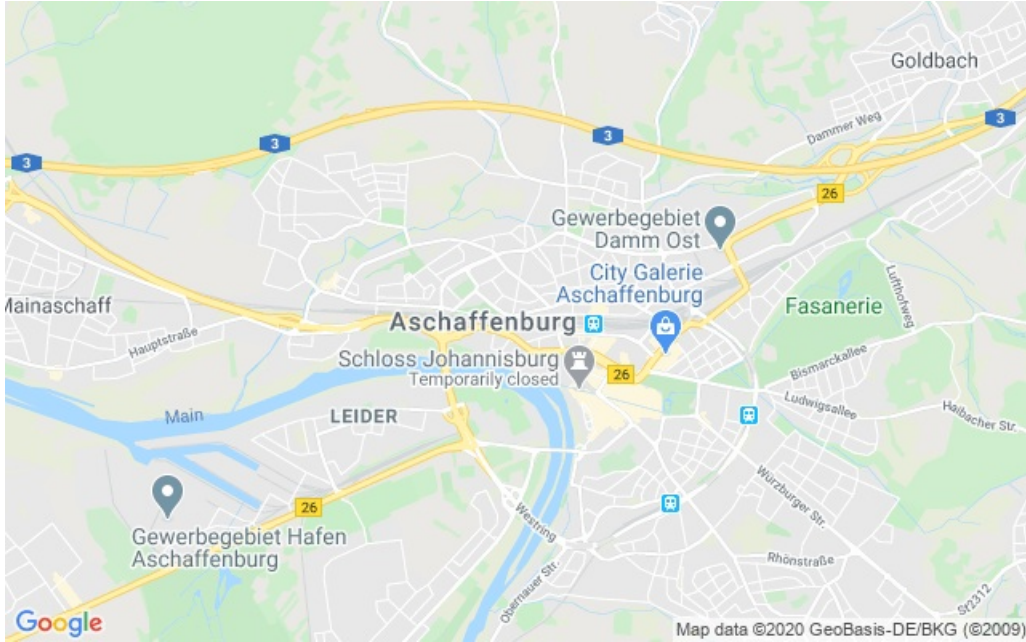 Goldbach
Dammer Weg
3
3
3
3
26
Gewerbegebiet
Damm Ost
City Galerie
Aschaffenburg
Fasanerie
Lufthofweg
Mainaschaff
Hauptstraße
Aschaffenburg
Schloss Johannisburg
Temporarily closed
26
Bismarckallee
Ludwigsallee
Haibacher Str.
Main
LEIDER
Würzburger Str.
26
Gewerbegebiet Hafen
Aschaffenburg
Westring
Obernauer Str.
Rhönstraße
St2312
Google
Map data ©2020 GeoBasis-DE/BKG (©2009)